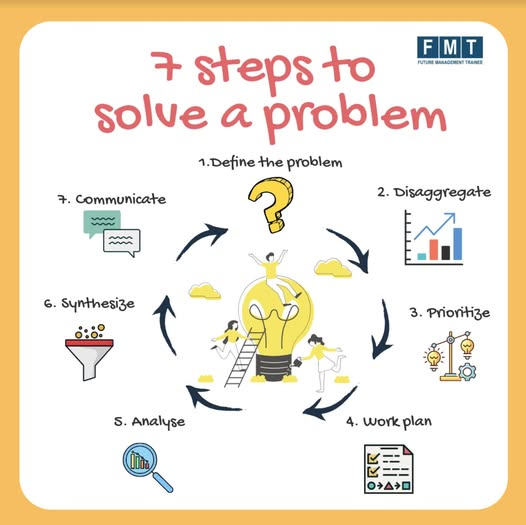 FMT
FUTURE MANAGEMENT TRAINEE
7 steps to
solve a problem
1.Define the problem
2. Disaggregate
3. Prioritize
4. Work plan
5. Analyse
6. Synthesize
7. Communicate